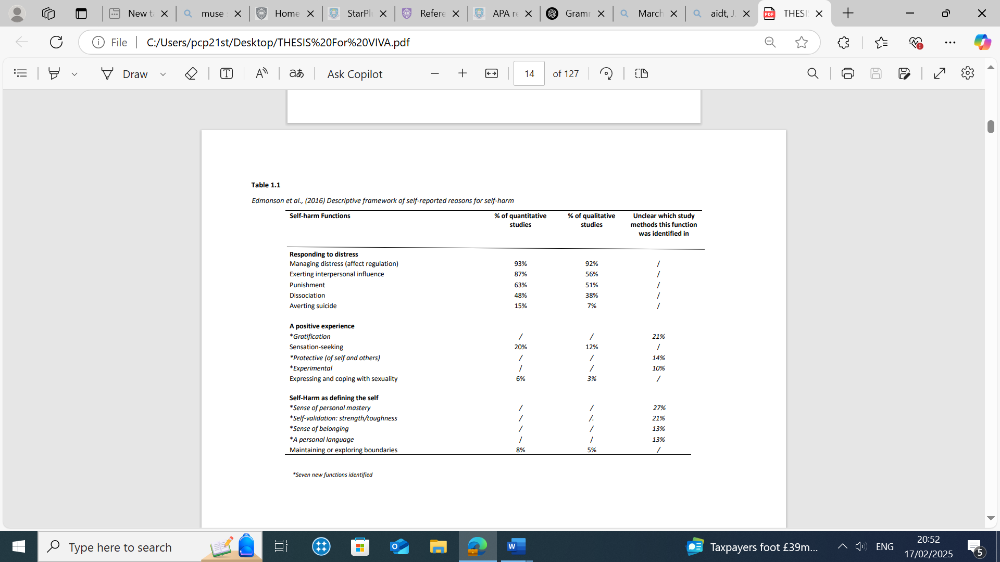 New t
muse
Home
StarPl
Refere
APA re
Gramr
March
aidt, J.
THESI
File
C:/Users/pcp21st/Desktop/THESIS%20For%20VIVA.pdf
Draw
aあ
Ask Copilot
14 of 127
Table 1.1
Edmonson et al., (2016) Descriptive framework of self-reported reasons for self-harm
Self-harm Functions % of quantitative % of qualitative Unclear which study
studies studies methods this function
was identified in
Responding to distress
Managing distress (affect regulation) 93% 92% /
Exerting interpersonal influence 87% 56% /
Punishment 63% 51% /
Dissociation 48% 38% /
Averting suicide 15% 7% /
A positive experience
*Gratification / / 21%
Sensation-seeking 20% 12% /
*Protective (of self and others) / / 14%
*Experimental / / 10%
Expressing and coping with sexuality 6% 3% /
Self-Harm as defining the self
*Sense of personal mastery / / 27%
*Self-validation: strength/toughness / /. 21%
*Sense of belonging / / 13%
*A personal language / / 13%
Maintaining or exploring boundaries 8% 5% /
*Seven new functions identified
Type here to search
Taxpayers foot £39m...
ENG
20:52
17/02/2025
5